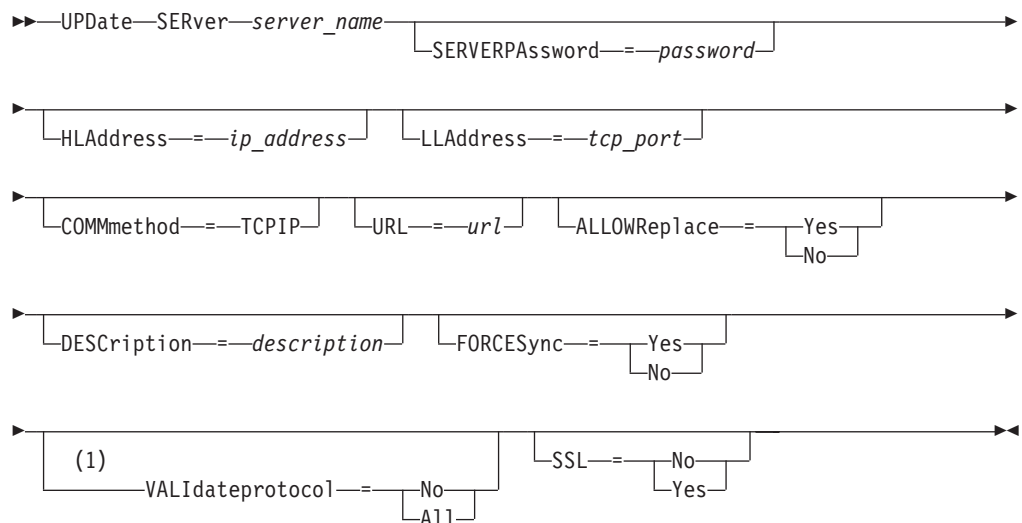 UPDate SERver server_name
SERVERPAssword = password
HLAddress = ip_address LLAddress = tcp_port
COMMmethod = TCPIP URL = url ALLOWReplace = Yes
No
DESCription = description FORCESync = Yes
No
(1)
VALIdateprotocol = No
All
SSL = No
Yes